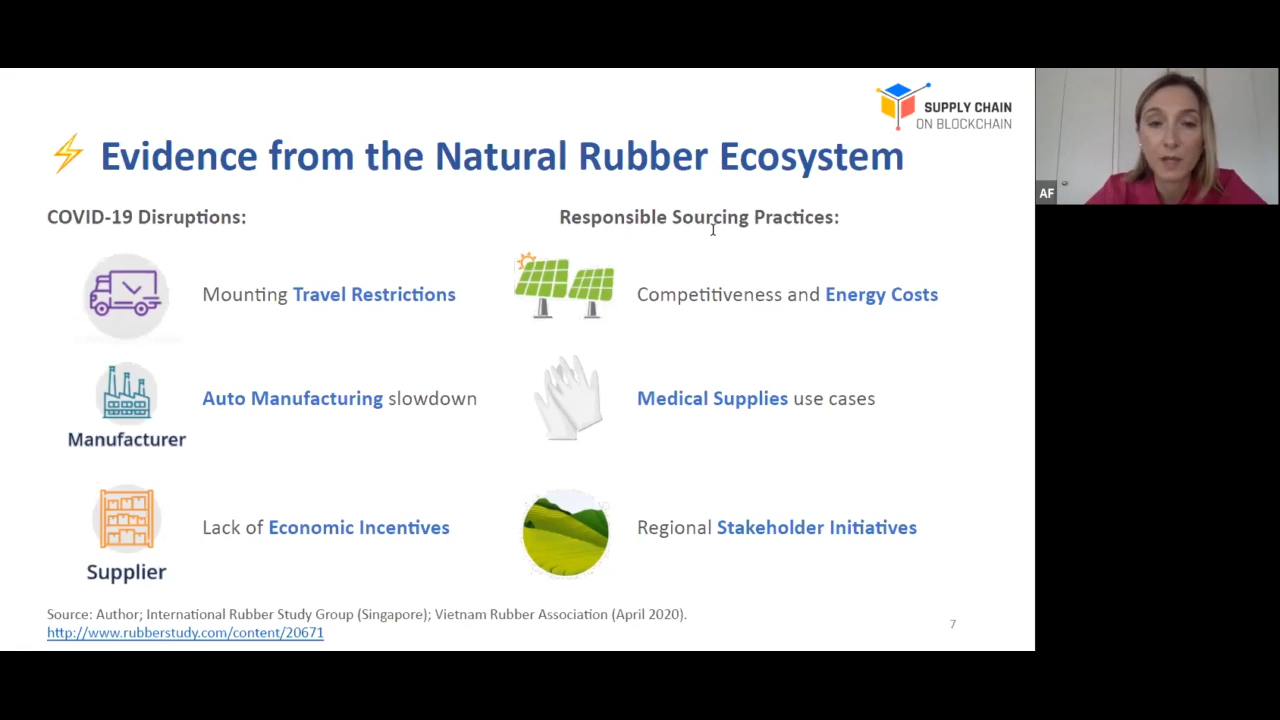 SUPPLY CHAIN
ON BLOCKCHAIN
Evidence from the Natural Rubber Ecosystem
COVID-19 Disruptions:
Mounting Travel Restrictions
Auto Manufacturing slowdown
Manufacturer
Lack of Economic Incentives
Supplier
Responsible Sourcing Practices:
Competitiveness and Energy Costs
Medical Supplies use cases
Regional Stakeholder Initiatives
Source: Author; International Rubber Study Group (Singapore); Vietnam Rubber Association (April 2020).
http://www.rubberstudy.com/content/20671
7
AF